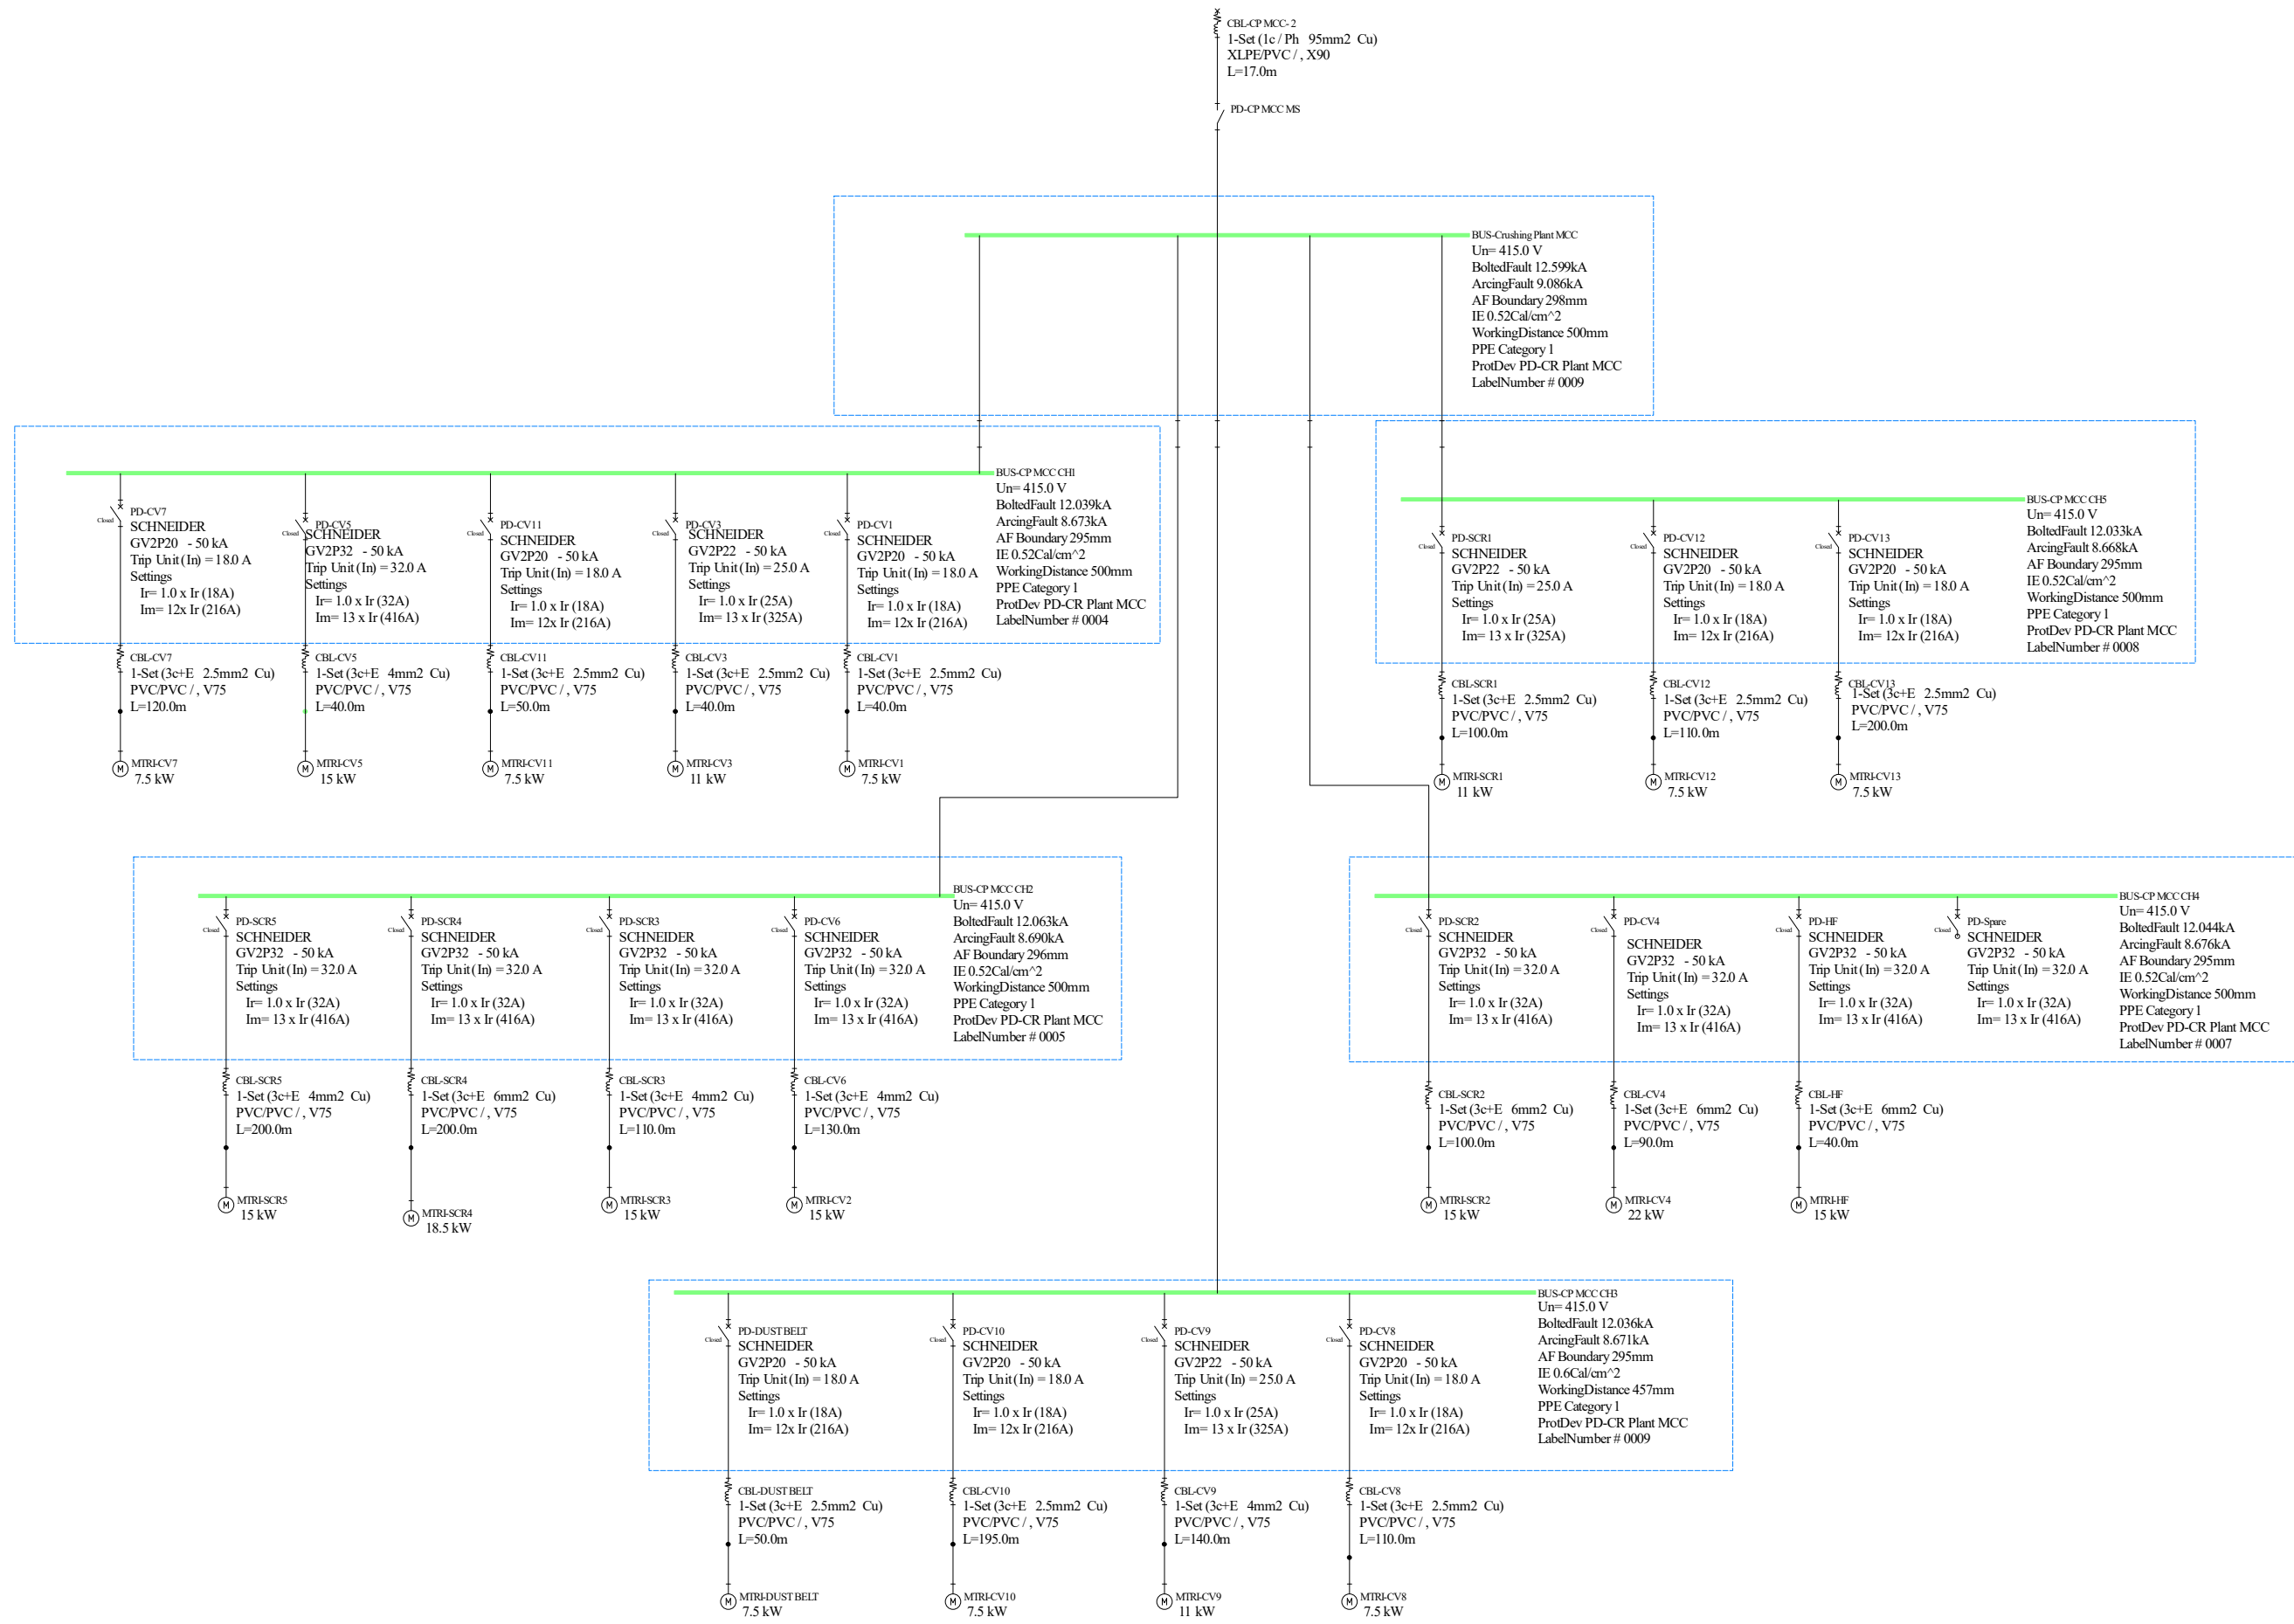 CBL-CP MCC- 2
1-Set (1c / Ph 95mm2 Cu)
XLPE/PVC / , X90
L=17.0m
PD-CP MCC MS
BUS-Crushing Plant MCC
Un= 415.0 V
BoltedFault 12.599kA
ArcingFault 9.086kA
AF Boundary 298mm
IE 0.52Cal/cm^2
WorkingDistance 500mm
PPE Category 1
ProtDev PD-CR Plant MCC
LabelNumber # 0009
BUS-CP MCC CH1
Un= 415.0 V
BoltedFault 12.039kA
ArcingFault 8.673kA
AF Boundary 295mm
IE 0.52Cal/cm^2
WorkingDistance 500mm
PPE Category 1
ProtDev PD-CR Plant MCC
LabelNumber # 0004
Closed
PD-CV7
SCHNEIDER
GV2P20 - 50 kA
Trip Unit (In) = 18.0 A
Settings
Ir= 1.0 x Ir (18A)
Im= 12x Ir (216A)
Closed
PD-CV5
SCHNEIDER
GV2P32 - 50 kA
Trip Unit (In) = 32.0 A
Settings
Ir= 1.0 x Ir (32A)
Im= 13 x Ir (416A)
Closed
PD-CV11
SCHNEIDER
GV2P20 - 50 kA
Trip Unit (In) = 18.0 A
Settings
Ir= 1.0 x Ir (18A)
Im= 12x Ir (216A)
Closed
PD-CV3
SCHNEIDER
GV2P22 - 50 kA
Trip Unit (In) = 25.0 A
Settings
Ir= 1.0 x Ir (25A)
Im= 13 x Ir (325A)
Closed
PD-CV1
SCHNEIDER
GV2P20 - 50 kA
Trip Unit (In) = 18.0 A
Settings
Ir= 1.0 x Ir (18A)
Im= 12x Ir (216A)
CBL-CV7
1-Set (3c+E 2.5mm2 Cu)
PVC/PVC / , V75
L=120.0m
CBL-CV5
1-Set (3c+E 4mm2 Cu)
PVC/PVC / , V75
L=40.0m
CBL-CV11
1-Set (3c+E 2.5mm2 Cu)
PVC/PVC / , V75
L=50.0m
CBL-CV3
1-Set (3c+E 2.5mm2 Cu)
PVC/PVC / , V75
L=40.0m
CBL-CV1
1-Set (3c+E 2.5mm2 Cu)
PVC/PVC / , V75
L=40.0m
M
MTRI-CV7
7.5 kW
M
MTRI-CV5
15 kW
M
MTRI-CV11
7.5 kW
M
MTRI-CV3
11 kW
M
MTRI-CV1
7.5 kW
BUS-CP MCC CH5
Un= 415.0 V
BoltedFault 12.033kA
ArcingFault 8.668kA
AF Boundary 295mm
IE 0.52Cal/cm^2
WorkingDistance 500mm
PPE Category 1
ProtDev PD-CR Plant MCC
LabelNumber # 0008
Closed
PD-SCR1
SCHNEIDER
GV2P22 - 50 kA
Trip Unit (In) = 25.0 A
Settings
Ir= 1.0 x Ir (25A)
Im= 13 x Ir (325A)
Closed
PD-CV12
SCHNEIDER
GV2P20 - 50 kA
Trip Unit (In) = 18.0 A
Settings
Ir= 1.0 x Ir (18A)
Im= 12x Ir (216A)
Closed
PD-CV13
SCHNEIDER
GV2P20 - 50 kA
Trip Unit (In) = 18.0 A
Settings
Ir= 1.0 x Ir (18A)
Im= 12x Ir (216A)
CBL-SCR1
1-Set (3c+E 2.5mm2 Cu)
PVC/PVC / , V75
L=100.0m
CBL-CV12
1-Set (3c+E 2.5mm2 Cu)
PVC/PVC / , V75
L=110.0m
CBL-CV13
1-Set (3c+E 2.5mm2 Cu)
PVC/PVC / , V75
L=200.0m
M
MTRI-SCR1
11 kW
M
MTRI-CV12
7.5 kW
M
MTRI-CV13
7.5 kW
BUS-CP MCC CH2
Un= 415.0 V
BoltedFault 12.063kA
ArcingFault 8.690kA
AF Boundary 296mm
IE 0.52Cal/cm^2
WorkingDistance 500mm
PPE Category 1
ProtDev PD-CR Plant MCC
LabelNumber # 0005
Closed
PD-SCR5
SCHNEIDER
GV2P32 - 50 kA
Trip Unit (In) = 32.0 A
Settings
Ir= 1.0 x Ir (32A)
Im= 13 x Ir (416A)
Closed
PD-SCR4
SCHNEIDER
GV2P32 - 50 kA
Trip Unit (In) = 32.0 A
Settings
Ir= 1.0 x Ir (32A)
Im= 13 x Ir (416A)
Closed
PD-SCR3
SCHNEIDER
GV2P32 - 50 kA
Trip Unit (In) = 32.0 A
Settings
Ir= 1.0 x Ir (32A)
Im= 13 x Ir (416A)
Closed
PD-CV6
SCHNEIDER
GV2P32 - 50 kA
Trip Unit (In) = 32.0 A
Settings
Ir= 1.0 x Ir (32A)
Im= 13 x Ir (416A)
CBL-SCR5
1-Set (3c+E 4mm2 Cu)
PVC/PVC / , V75
L=200.0m
CBL-SCR4
1-Set (3c+E 6mm2 Cu)
PVC/PVC / , V75
L=200.0m
CBL-SCR3
1-Set (3c+E 4mm2 Cu)
PVC/PVC / , V75
L=110.0m
CBL-CV6
1-Set (3c+E 4mm2 Cu)
PVC/PVC / , V75
L=130.0m
M
MTRI-SCR5
15 kW
M
MTRI-SCR4
18.5 kW
M
MTRI-SCR3
15 kW
M
MTRI-CV2
15 kW
BUS-CP MCC CH4
Un= 415.0 V
BoltedFault 12.044kA
ArcingFault 8.676kA
AF Boundary 295mm
IE 0.52Cal/cm^2
WorkingDistance 500mm
PPE Category 1
ProtDev PD-CR Plant MCC
LabelNumber # 0007
Closed
PD-SCR2
SCHNEIDER
GV2P32 - 50 kA
Trip Unit (In) = 32.0 A
Settings
Ir= 1.0 x Ir (32A)
Im= 13 x Ir (416A)
Closed
PD-CV4
SCHNEIDER
GV2P32 - 50 kA
Trip Unit (In) = 32.0 A
Settings
Ir= 1.0 x Ir (32A)
Im= 13 x Ir (416A)
Closed
PD-HF
SCHNEIDER
GV2P32 - 50 kA
Trip Unit (In) = 32.0 A
Settings
Ir= 1.0 x Ir (32A)
Im= 13 x Ir (416A)
Closed
PD-Spare
SCHNEIDER
GV2P32 - 50 kA
Trip Unit (In) = 32.0 A
Settings
Ir= 1.0 x Ir (32A)
Im= 13 x Ir (416A)
CBL-SCR2
1-Set (3c+E 6mm2 Cu)
PVC/PVC / , V75
L=100.0m
CBL-CV4
1-Set (3c+E 6mm2 Cu)
PVC/PVC / , V75
L=90.0m
CBL-HF
1-Set (3c+E 6mm2 Cu)
PVC/PVC / , V75
L=40.0m
M
MTRI-SCR2
15 kW
M
MTRI-CV4
22 kW
M
MTRI-HF
15 kW
BUS-CP MCC CH3
Un= 415.0 V
BoltedFault 12.036kA
ArcingFault 8.671kA
AF Boundary 295mm
IE 0.6Cal/cm^2
WorkingDistance 457mm
PPE Category 1
ProtDev PD-CR Plant MCC
LabelNumber # 0009
Closed
PD-DUST BELT
SCHNEIDER
GV2P20 - 50 kA
Trip Unit (In) = 18.0 A
Settings
Ir= 1.0 x Ir (18A)
Im= 12x Ir (216A)
Closed
PD-CV10
SCHNEIDER
GV2P20 - 50 kA
Trip Unit (In) = 18.0 A
Settings
Ir= 1.0 x Ir (18A)
Im= 12x Ir (216A)
Closed
PD-CV9
SCHNEIDER
GV2P22 - 50 kA
Trip Unit (In) = 25.0 A
Settings
Ir= 1.0 x Ir (25A)
Im= 13 x Ir (325A)
Closed
PD-CV8
SCHNEIDER
GV2P20 - 50 kA
Trip Unit (In) = 18.0 A
Settings
Ir= 1.0 x Ir (18A)
Im= 12x Ir (216A)
CBL-DUST BELT
1-Set (3c+E 2.5mm2 Cu)
PVC/PVC / , V75
L=50.0m
CBL-CV10
1-Set (3c+E 2.5mm2 Cu)
PVC/PVC / , V75
L=195.0m
CBL-CV9
1-Set (3c+E 4mm2 Cu)
PVC/PVC / , V75
L=140.0m
CBL-CV8
1-Set (3c+E 2.5mm2 Cu)
PVC/PVC / , V75
L=110.0m
M
MTRI-DUST BELT
7.5 kW
M
MTRI-CV10
7.5 kW
M
MTRI-CV9
11 kW
M
MTRI-CV8
7.5 kW